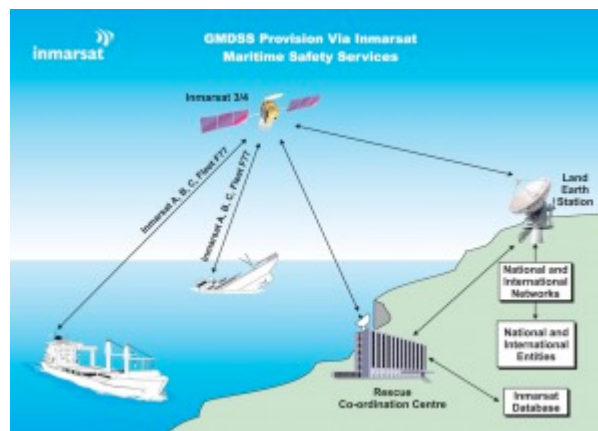 inmarsat
GMDSS Provision Via Inmarsat
Maritime Safety Services
Inmarsat 3/4
Inmarsat A, B, C, Fleet F77
Inmarsat A, B, C, Fleet F77
Land
Earth
Station
National and
International
Networks
National and
International
Entities
Rescue
Co-ordination Centre
Inmarsat
Database